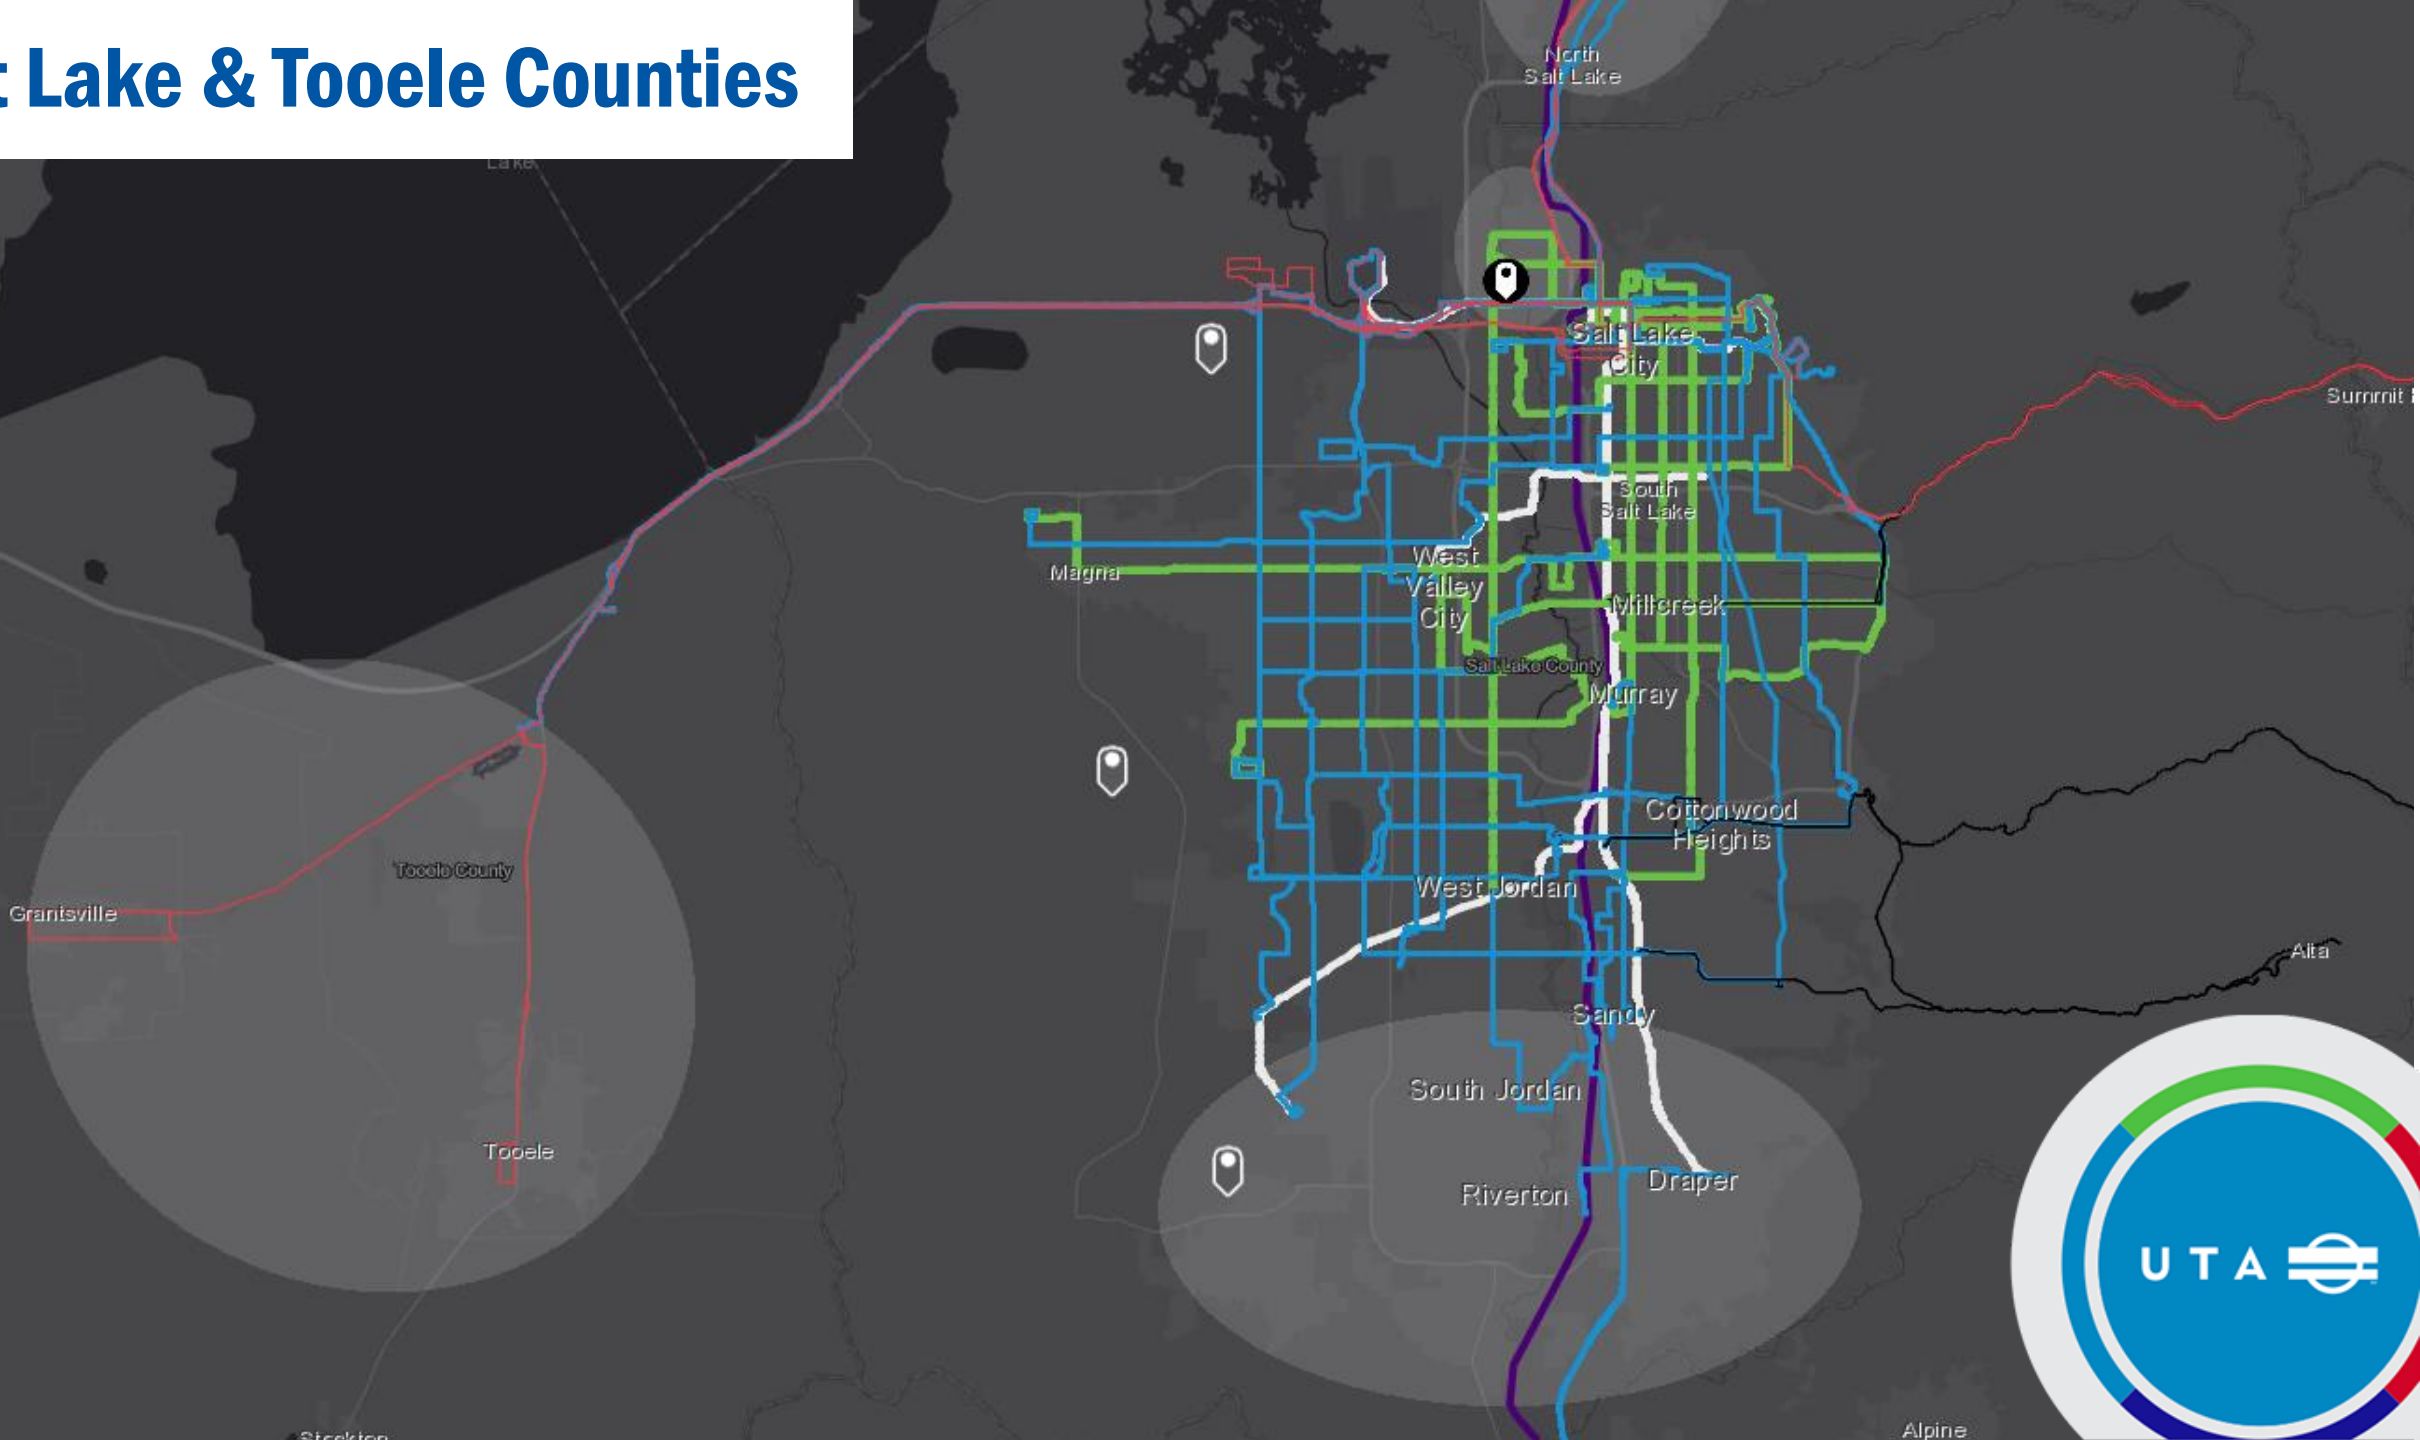 t Lake & Tooele Counties
North
Salt Lake
Lake
Salt Lake
City
Summit
South
Salt Lake
West
Valley
City
Magna
Millcreek
Salt Lake County
Murray
Cottonwood
Heights
Tooele County
West Jordan
Grantsville
Alta
Sandy
South Jordan
Tooele
Draper
Riverton
UTA
Alpine
Stockton